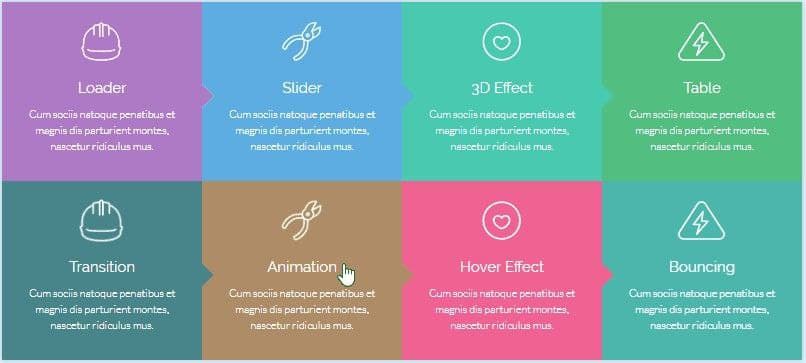 Loader
Cum sociis natoque penatibus et
magnis dis parturient montes,
nascetur ridiculus mus.
Slider
Cum sociis natoque penatibus et
magnis dis parturient montes,
nascetur ridiculus mus.
3D Effect
Cum sociis natoque penatibus et
magnis dis parturient montes,
nascetur ridiculus mus.
Table
Cum sociis natoque penatibus et
magnis dis parturient montes,
nascetur ridiculus mus.
Transition
Cum sociis natoque penatibus et
magnis dis parturient montes,
nascetur ridiculus mus.
Animation
Cum sociis natoque penatibus et
magnis dis parturient montes,
nascetur ridiculus mus.
Hover Effect
Cum sociis natoque penatibus et
magnis dis parturient montes,
nascetur ridiculus mus.
Bouncing
Cum sociis natoque penatibus et
magnis dis parturient montes,
nascetur ridiculus mus.